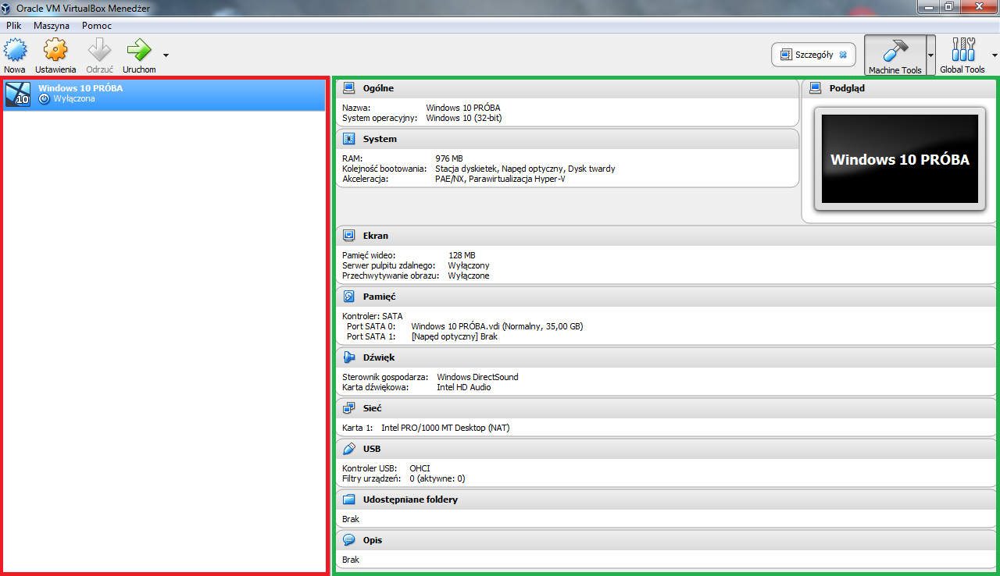 Oracle VM VirtualBox Menedżer
Plik Maszyna Pomoc
Nowa Ustawienia Odrzuć Uruchom
Szczegóły
Machine Tools
Global Tools
10
Windows 10 PRÓBA
Wyłączona
Ogólne
Nazwa: Windows 10 PRÓBA
System operacyjny: Windows 10 (32-bit)
System
RAM: 976 MB
Kolejność bootowania: Stacja dyskietek, Napęd optyczny, Dysk twardy
Akceleracja: PAE/NX, Parawirtualizacja Hyper-V
Podgląd
Windows 10 PRÓBA
Ekran
Pamięć wideo: 128 MB
Serwer pulpitu zdalnego: Wyłączony
Przechwytywanie obrazu: Wyłączone
Pamięć
Kontroler: SATA
Port SATA 0: Windows 10 PRÓBA.vdi (Normalny, 35,00 GB)
Port SATA 1: [Napęd optyczny] Brak
Dźwięk
Sterownik gospodarza: Windows DirectSound
Karta dźwiękowa: Intel HD Audio
Sieć
Karta 1: Intel PRO/1000 MT Desktop (NAT)
USB
Kontroler USB: OHCI
Filtry urządzeń: 0 (aktywne: 0)
Udostępniane foldery
Brak
Opis
Brak